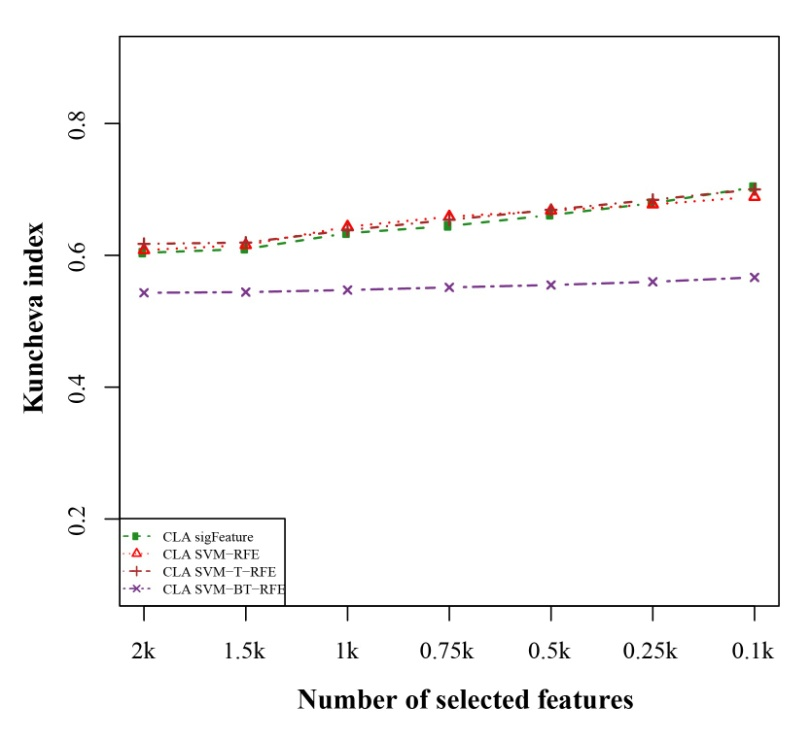 0.8
0.6
0.4
0.2
Kuncheva index
CLA sigFeature
CLA SVM−RFE
CLA SVM−T−RFE
CLA SVM−BT−RFE
2k 1.5k 1k 0.75k 0.5k 0.25k 0.1k
Number of selected features